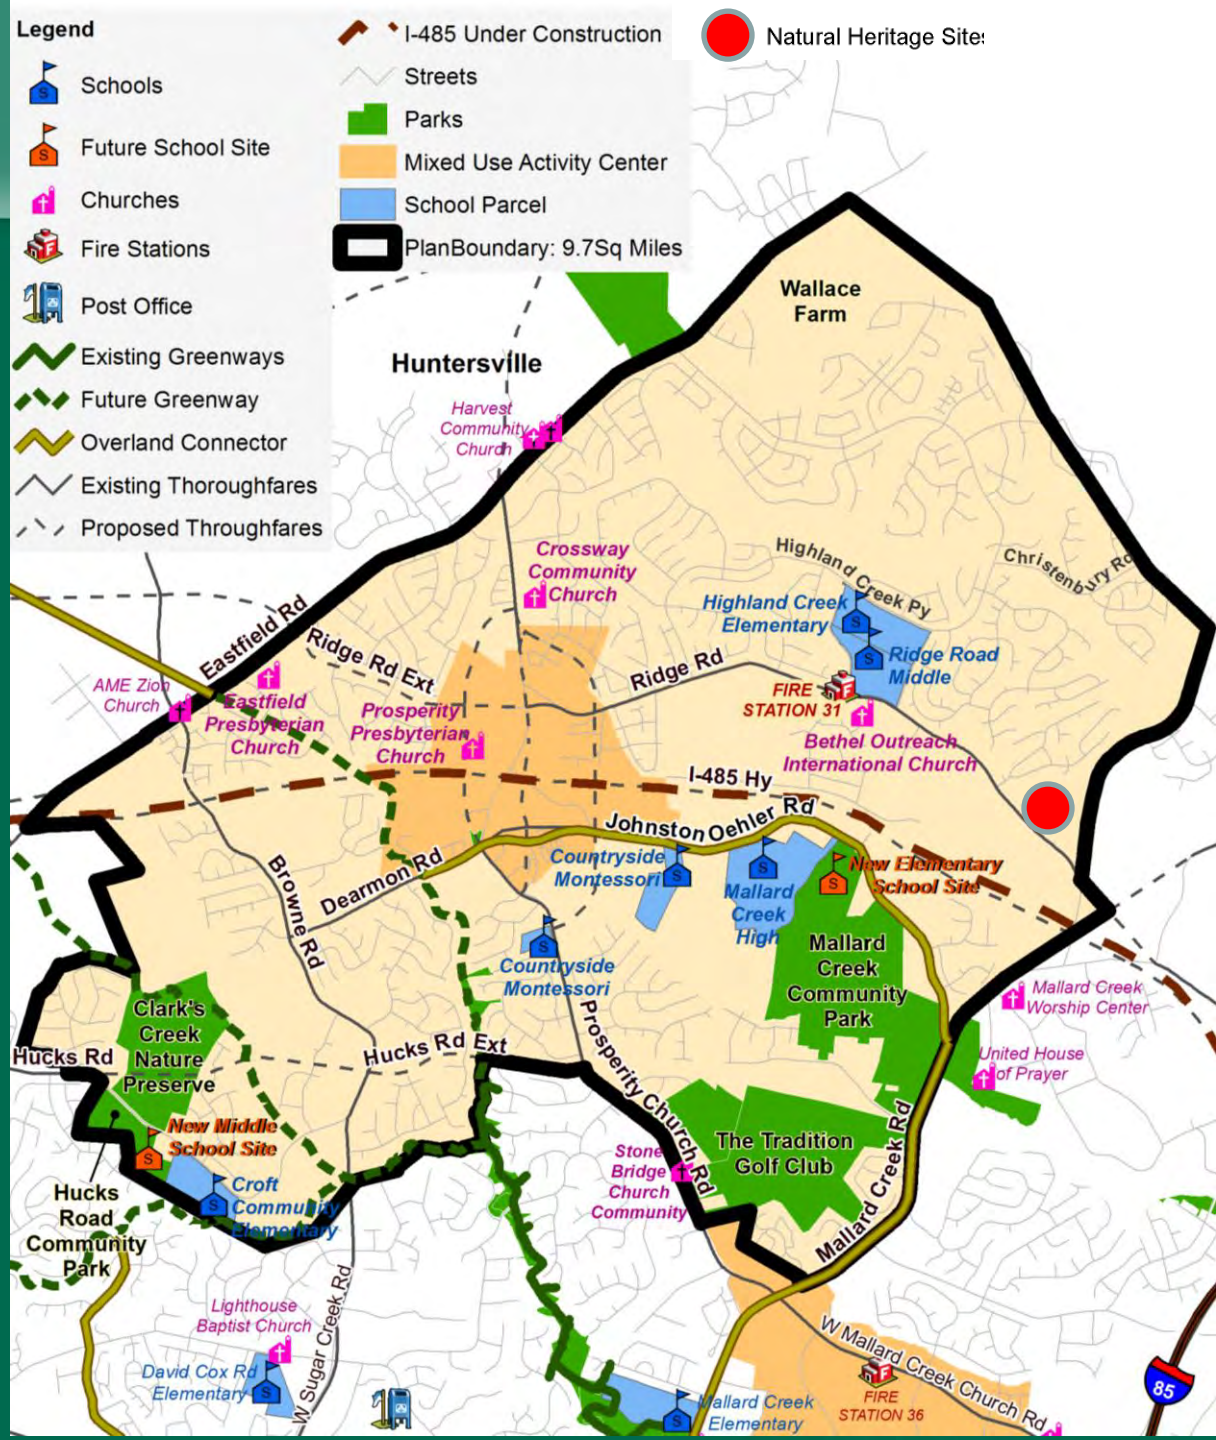 Legend
Schools
Future School Site
Churches
Fire Stations
Post Office
Existing Greenways
Future Greenway
Overland Connector
Existing Thoroughfares
Proposed Throughfares
I-485 Under Construction
Streets
Parks
Mixed Use Activity Center
School Parcel
PlanBoundary: 9.7Sq Miles
Natural Heritage Sites
Wallace
Farm
Huntersville
Harvest
Community
Church
Crossway
Community
Church
Highland Creek Py
Christenbury Rd
Highland Creek
Elementary
Ridge Road
Middle
Eastfield Rd
Ridge Rd Ext
Ridge Rd
FIRE
STATION 31
AME Zion
Church
Eastfield
Presbyterian
Church
Prosperity
Presbyterian
Church
Bethel Outreach
International Church
I-485 Hy
Johnston Oehler Rd
Countryside
Montessori
Mallard
Creek
High
New Elementary
School Site
Dearmon Rd
Browne Rd
Countryside
Montessori
Mallard
Creek
Community
Park
Mallard Creek
Worship Center
Clark's
Creek
Nature
Preserve
Hucks Rd
Hucks Rd Ext
Prosperity Church Rd
United House
of Prayer
New Middle
School Site
The Tradition
Golf Club
Mallard Creek Rd
Stone
Bridge
Church
Community
Hucks
Road
Community
Park
Croft
Community
Elementary
Lighthouse
Baptist Church
W Sugar Creek Rd
David Cox Rd
Elementary
W Mallard Creek Church Rd
FIRE
STATION 36
Mallard Creek
Elementary
85